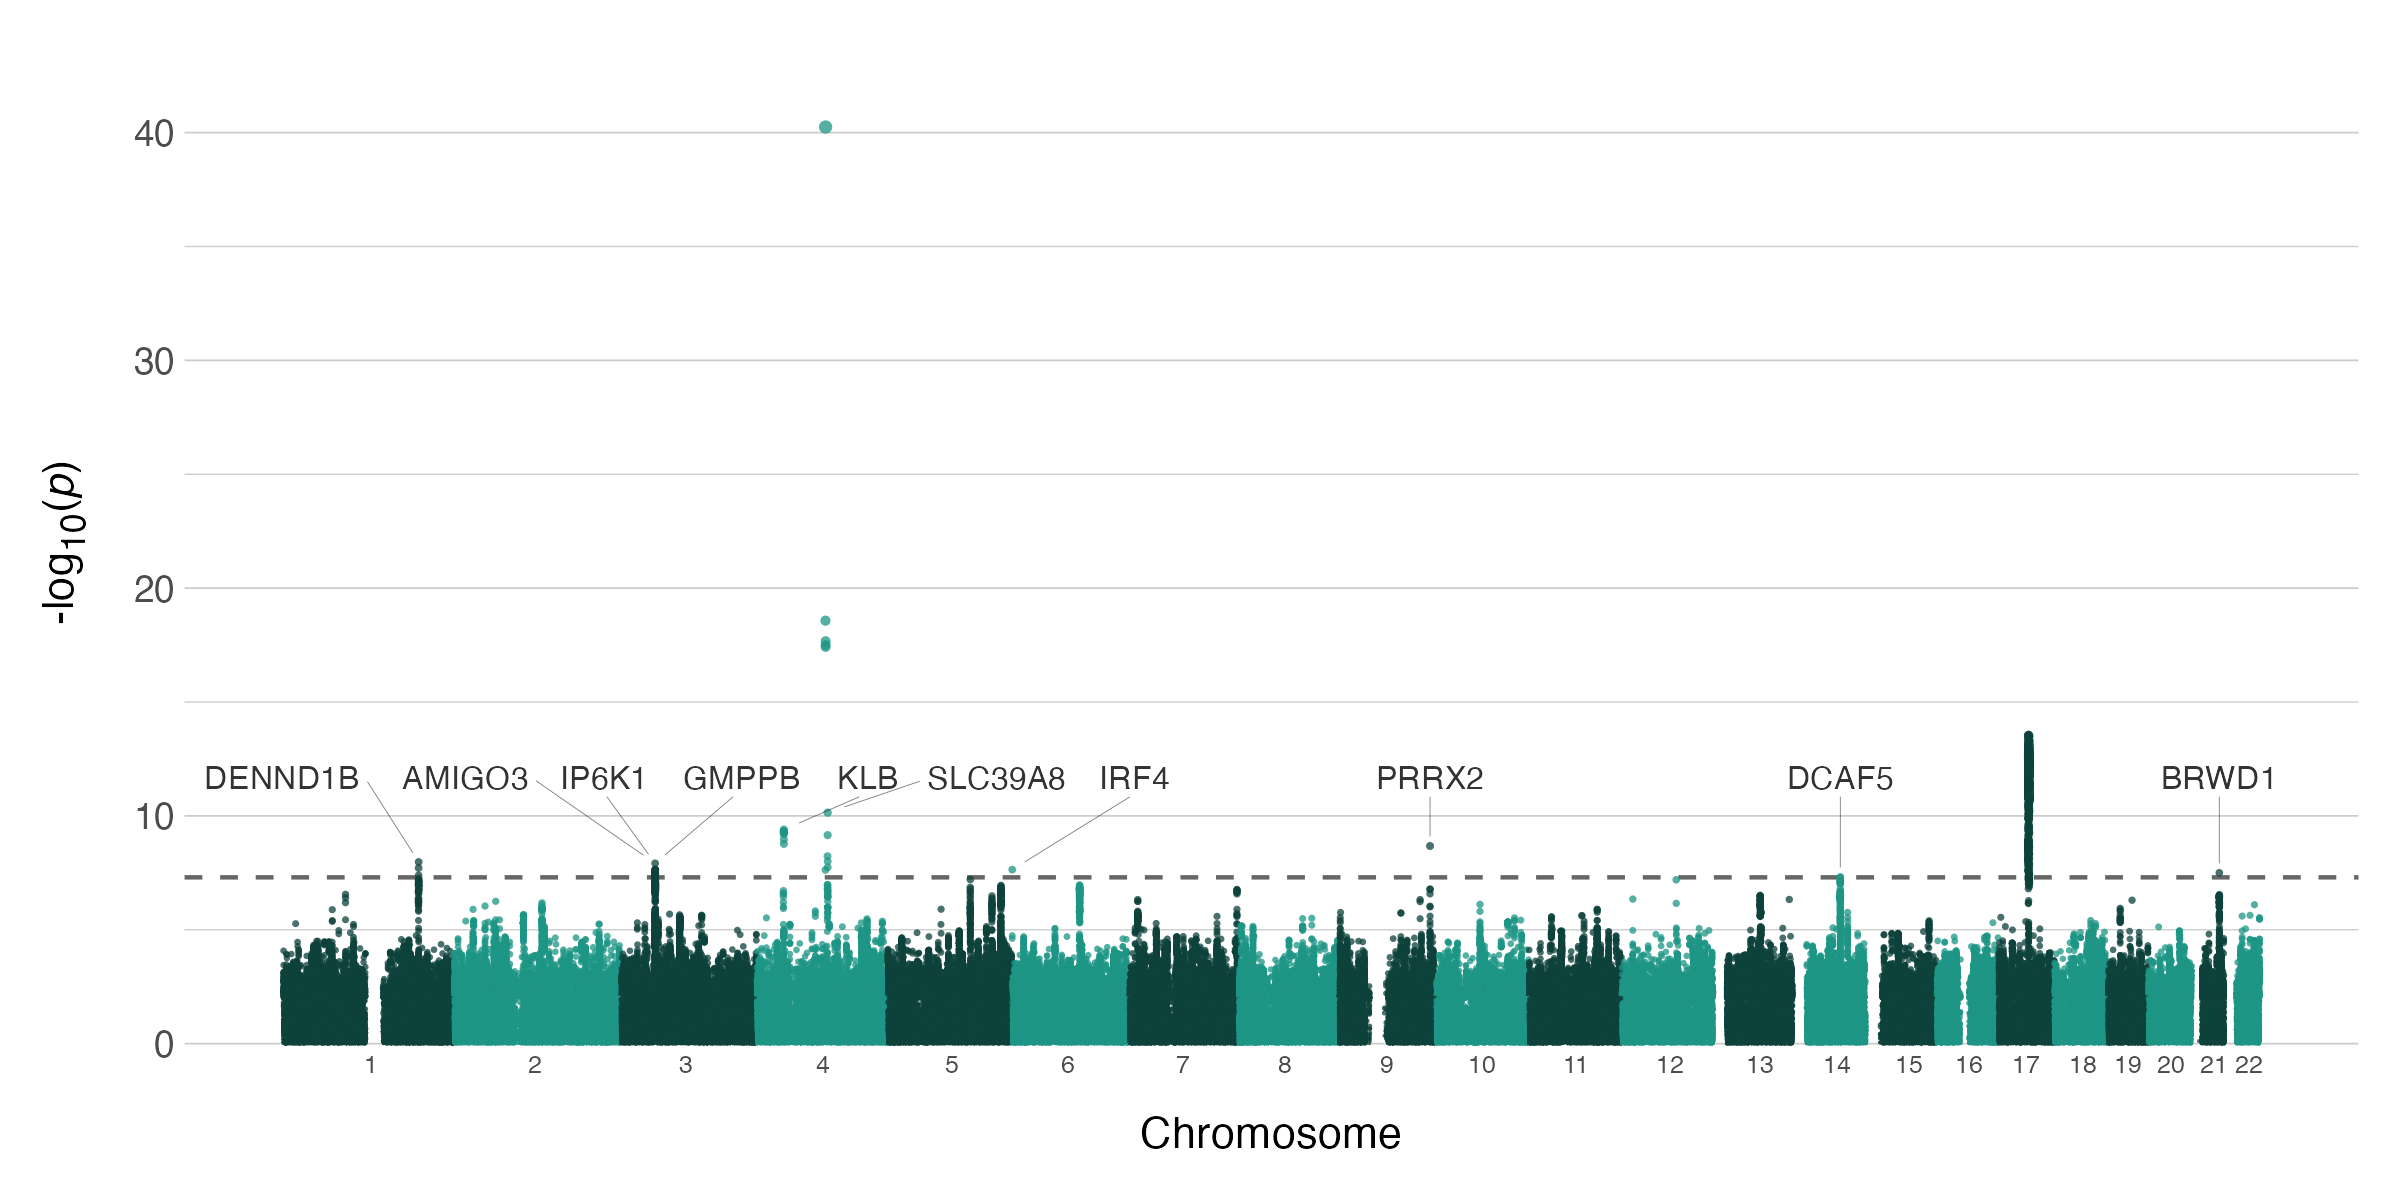 40
30
20
10
0
-log10(p)
DENND1B AMIGO3 IP6K1 GMPPB KLB SLC39A8 IRF4 PRRX2 DCAF5 BRWD1
1 2 3 4 5 6 7 8 9 10 11 12 13 14 15 16 17 18 19 20 21 22
Chromosome